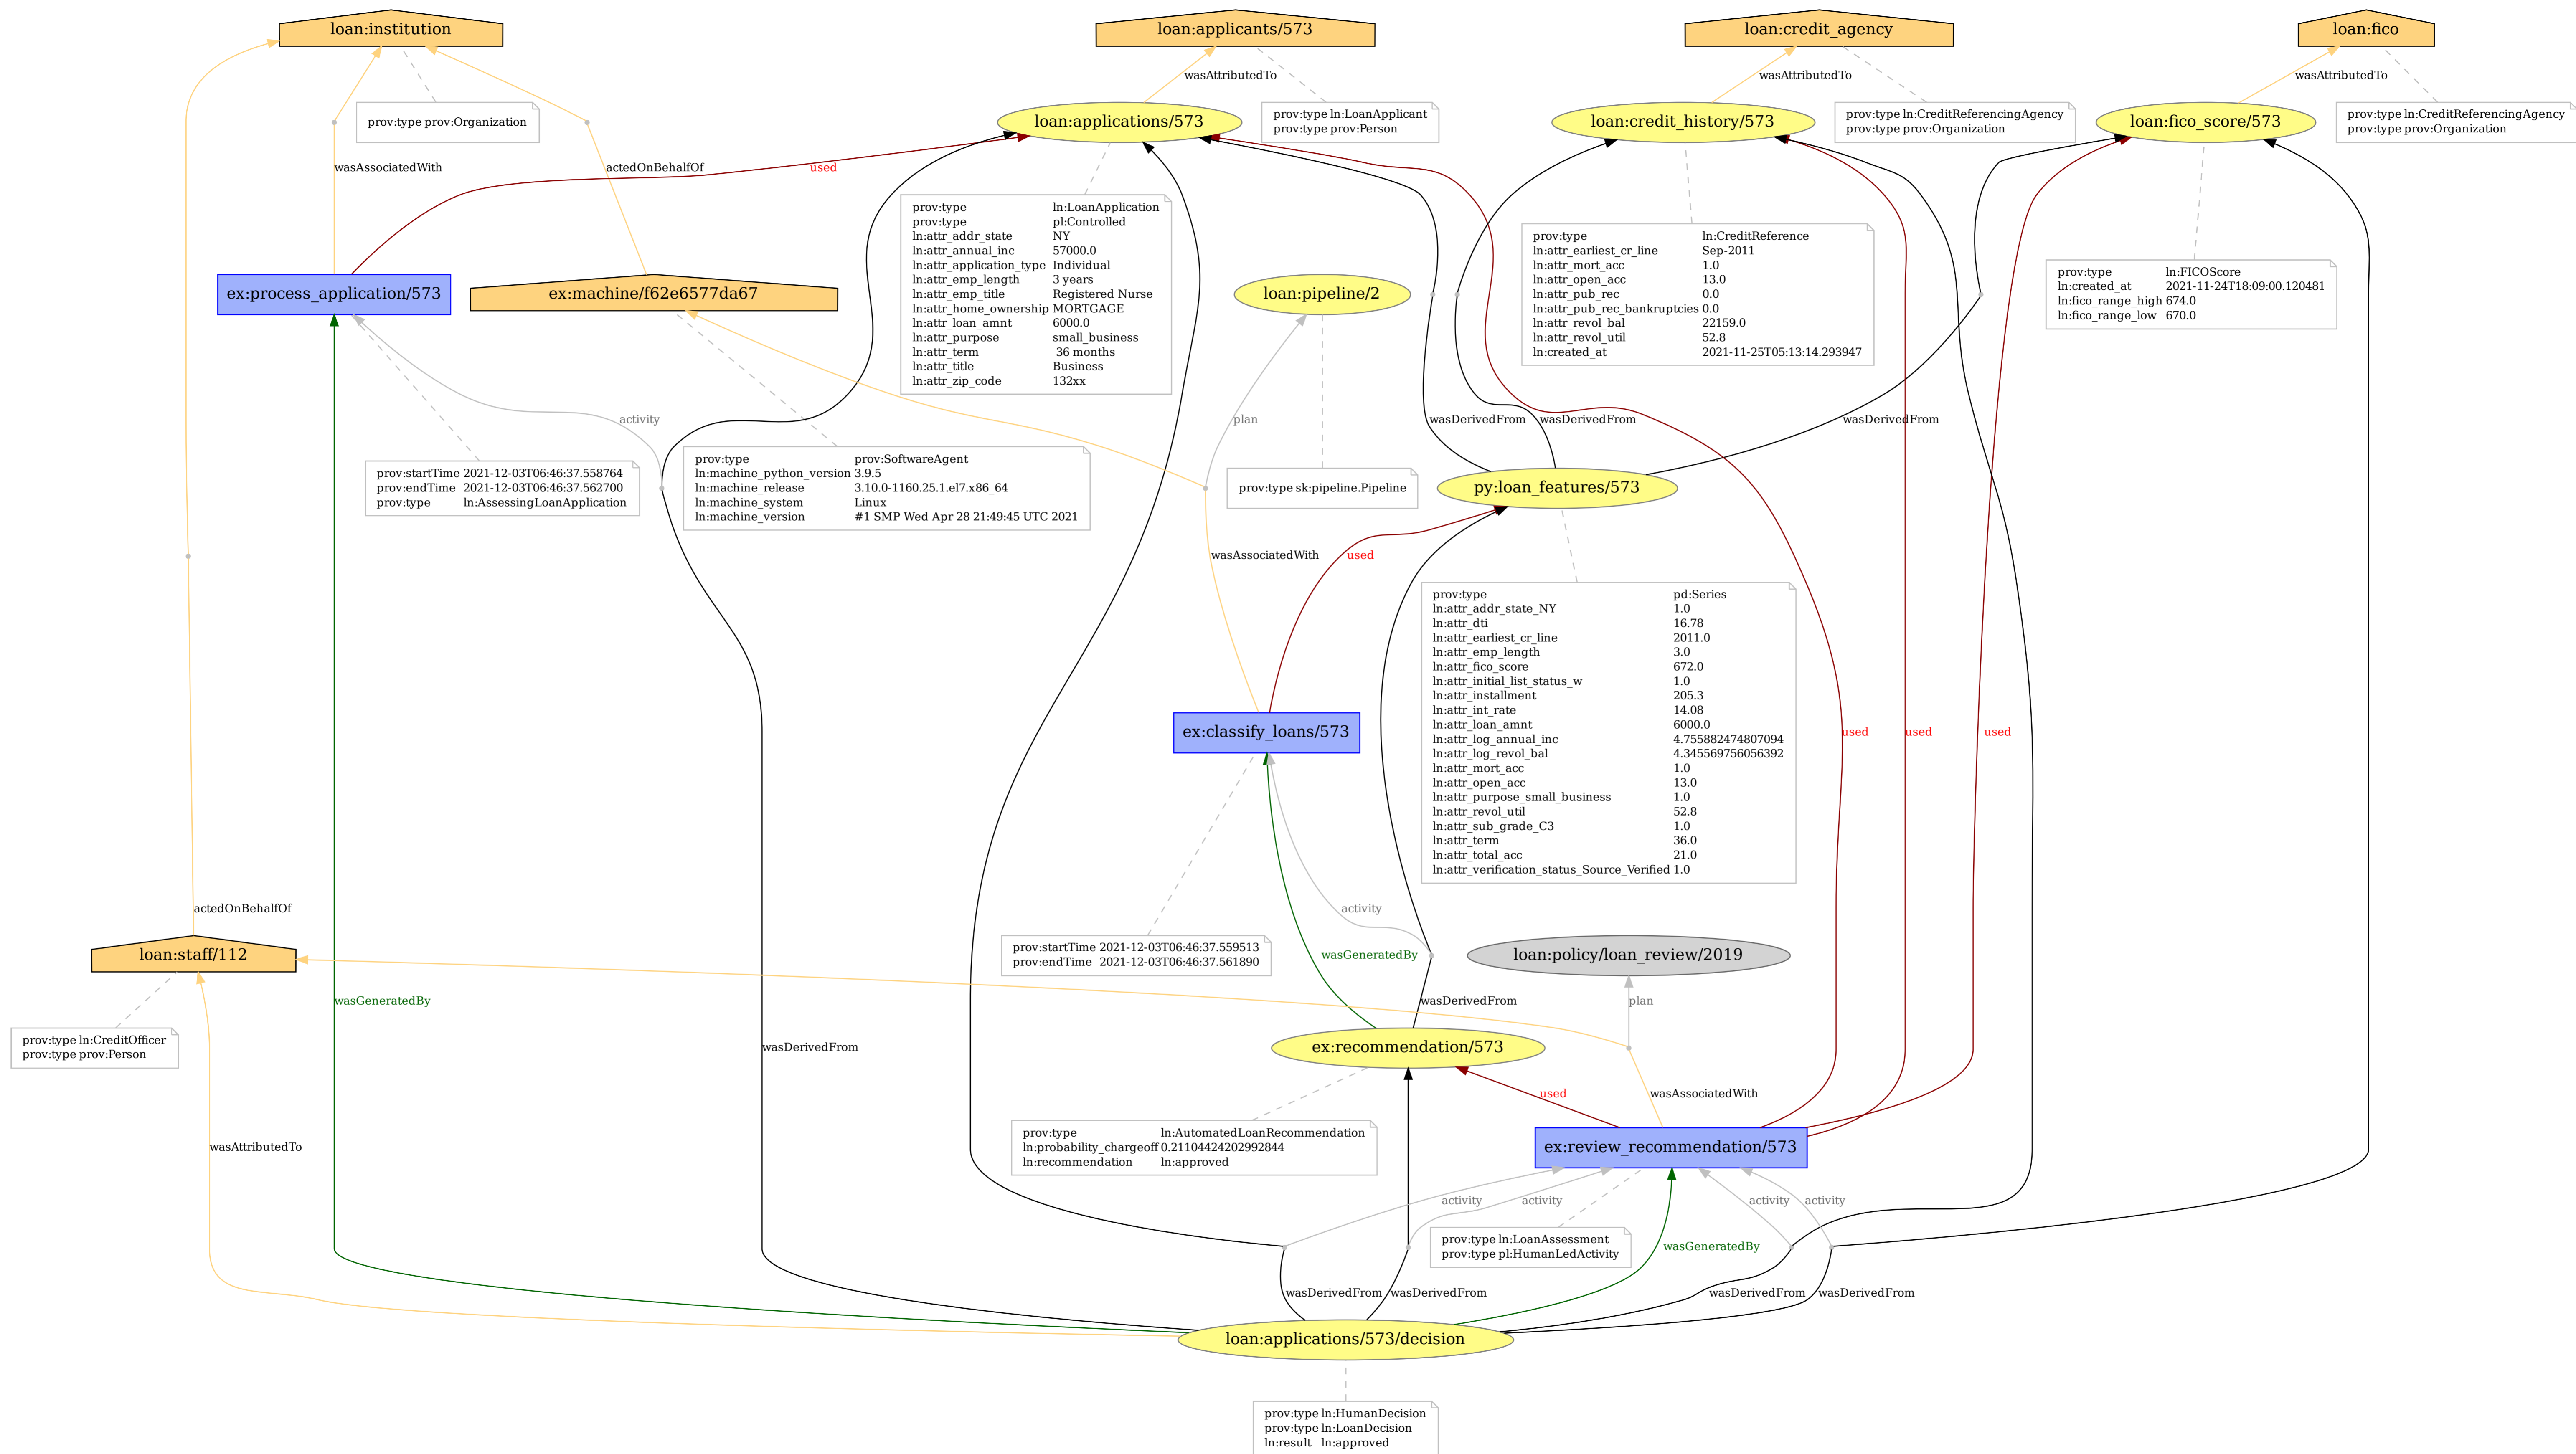 loan:institution
loan:applicants/573
loan:credit_agency
loan:fico
wasAttributedTo
wasAttributedTo
wasAttributedTo
prov:type prov:Organization
loan:applications/573
prov:type ln:LoanApplicant
prov:type prov:Person
loan:credit_history/573
prov:type ln:CreditReferencingAgency
prov:type prov:Organization
loan:fico_score/573
prov:type ln:CreditReferencingAgency
prov:type prov:Organization
wasAssociatedWith
actedOnBehalfOf
used
prov:type ln:LoanApplication
prov:type pl:Controlled
ln:attr_addr_state NY
ln:attr_annual_inc 57000.0
ln:attr_application_type Individual
ln:attr_emp_length 3 years
ln:attr_emp_title Registered Nurse
ln:attr_home_ownership MORTGAGE
ln:attr_loan_amnt 6000.0
ln:attr_purpose small_business
ln:attr_term 36 months
ln:attr_title Business
ln:attr_zip_code 132xx
prov:type ln:CreditReference
ln:attr_earliest_cr_line Sep-2011
ln:attr_mort_acc 1.0
ln:attr_open_acc 13.0
ln:attr_pub_rec 0.0
ln:attr_pub_rec_bankruptcies 0.0
ln:attr_revol_bal 22159.0
ln:attr_revol_util 52.8
ln:created_at 2021-11-25T05:13:14.293947
prov:type ln:FICOScore
ln:created_at 2021-11-24T18:09:00.120481
ln:fico_range_high 674.0
ln:fico_range_low 670.0
ex:process_application/573
ex:machine/f62e6577da67
loan:pipeline/2
activity
plan
wasDerivedFrom
wasDerivedFrom
wasDerivedFrom
prov:startTime 2021-12-03T06:46:37.558764
prov:endTime 2021-12-03T06:46:37.562700
prov:type ln:AssessingLoanApplication
prov:type prov:SoftwareAgent
ln:machine_python_version 3.9.5
ln:machine_release 3.10.0-1160.25.1.el7.x86_64
ln:machine_system Linux
ln:machine_version #1 SMP Wed Apr 28 21:49:45 UTC 2021
prov:type sk:pipeline.Pipeline
py:loan_features/573
wasAssociatedWith
used
prov:type pd:Series
ln:attr_addr_state_NY 1.0
ln:attr_dti 16.78
ln:attr_earliest_cr_line 2011.0
ln:attr_emp_length 3.0
ln:attr_fico_score 672.0
ln:attr_initial_list_status_w 1.0
ln:attr_installment 205.3
ln:attr_int_rate 14.08
ln:attr_loan_amnt 6000.0
ln:attr_log_annual_inc 4.755882474807094
ln:attr_log_revol_bal 4.345569756056392
ln:attr_mort_acc 1.0
ln:attr_open_acc 13.0
ln:attr_purpose_small_business 1.0
ln:attr_revol_util 52.8
ln:attr_sub_grade_C3 1.0
ln:attr_term 36.0
ln:attr_total_acc 21.0
ln:attr_verification_status_Source_Verified 1.0
ex:classify_loans/573
used
used
used
actedOnBehalfOf
activity
loan:staff/112
prov:startTime 2021-12-03T06:46:37.559513
prov:endTime 2021-12-03T06:46:37.561890
wasGeneratedBy
loan:policy/loan_review/2019
wasGeneratedBy
wasDerivedFrom
plan
prov:type ln:CreditOfficer
prov:type prov:Person
wasDerivedFrom
ex:recommendation/573
used
wasAssociatedWith
prov:type ln:AutomatedLoanRecommendation
ln:probability_chargeoff 0.21104424202992844
ln:recommendation ln:approved
wasAttributedTo
ex:review_recommendation/573
activity
activity
activity
activity
prov:type ln:LoanAssessment
prov:type pl:HumanLedActivity
wasGeneratedBy
wasDerivedFrom
wasDerivedFrom
wasDerivedFrom
wasDerivedFrom
loan:applications/573/decision
prov:type ln:HumanDecision
prov:type ln:LoanDecision
ln:result ln:approved